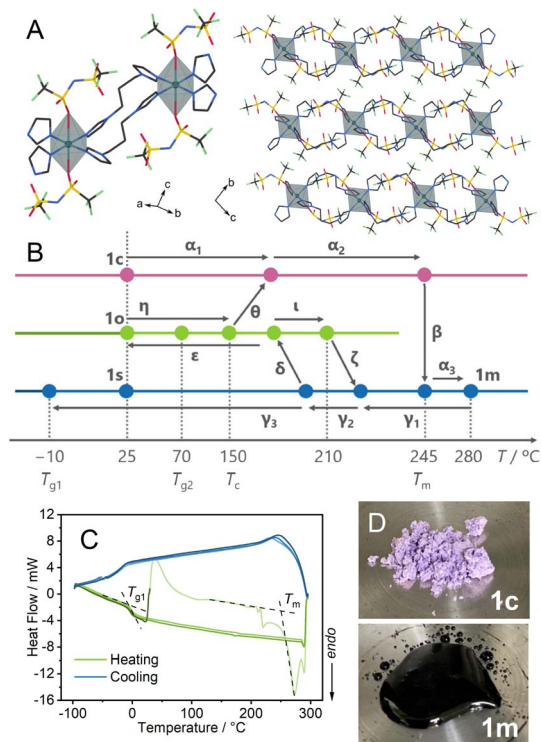 A
a
c
b
b
c
B
1c
α1
α2
η
1o
θ
ι
ε
δ
ζ
β
α3
1s
1m
γ3
γ2
γ1
−10
25
70
150
210
245
280
T / °C
Tg1
Tg2
Tc
Tm
C
Heat Flow / mW
8
4
0
-4
-8
-12
-16
Tg1
Tm
Heating
Cooling
endo
-100
0
100
200
300
Temperature / °C
D
1c
1m